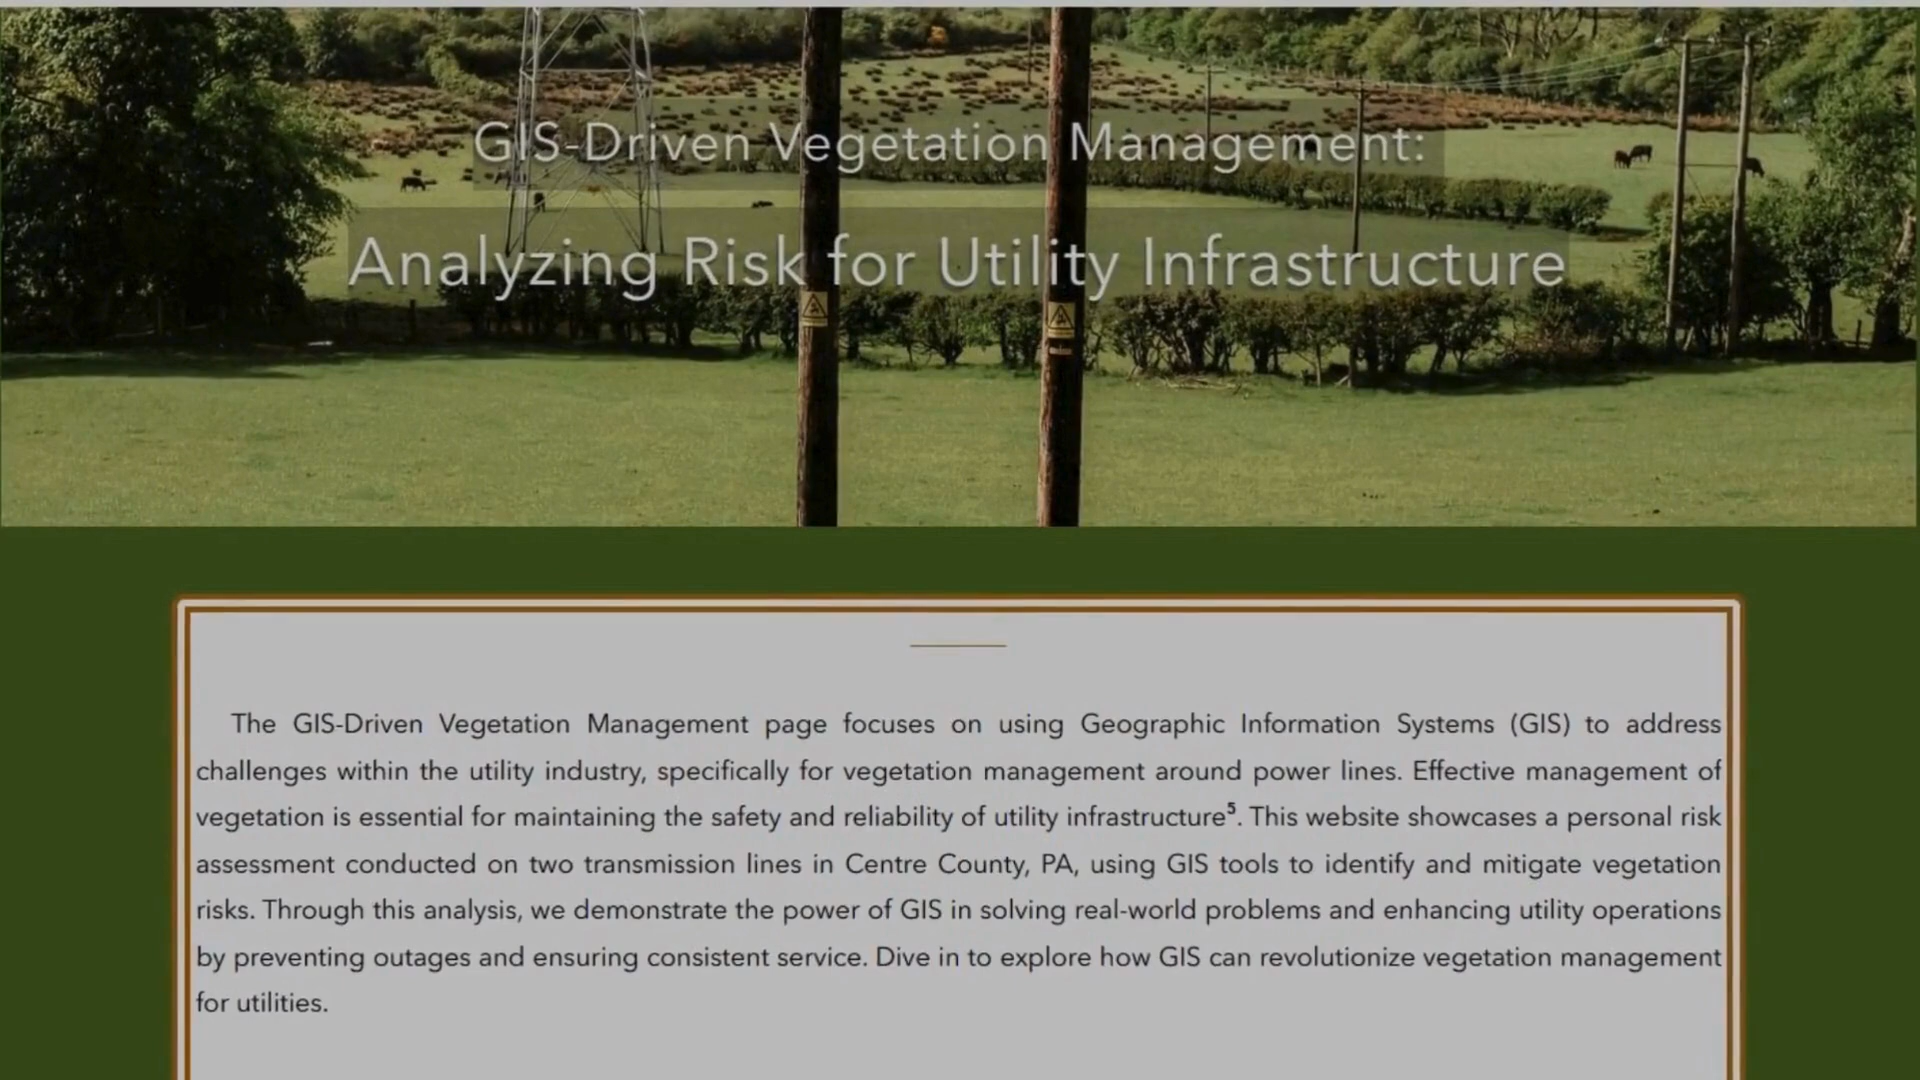 GIS-Driven Vegetation Management:
Analyzing Risk for Utility Infrastructure
The GIS-Driven Vegetation Management page focuses on using Geographic Information Systems (GIS) to address
challenges within the utility industry, specifically for vegetation management around power lines. Effective management of
vegetation is essential for maintaining the safety and reliability of utility infrastructure⁵. This website showcases a personal risk
assessment conducted on two transmission lines in Centre County, PA, using GIS tools to identify and mitigate vegetation
risks. Through this analysis, we demonstrate the power of GIS in solving real-world problems and enhancing utility operations
by preventing outages and ensuring consistent service. Dive in to explore how GIS can revolutionize vegetation management
for utilities.